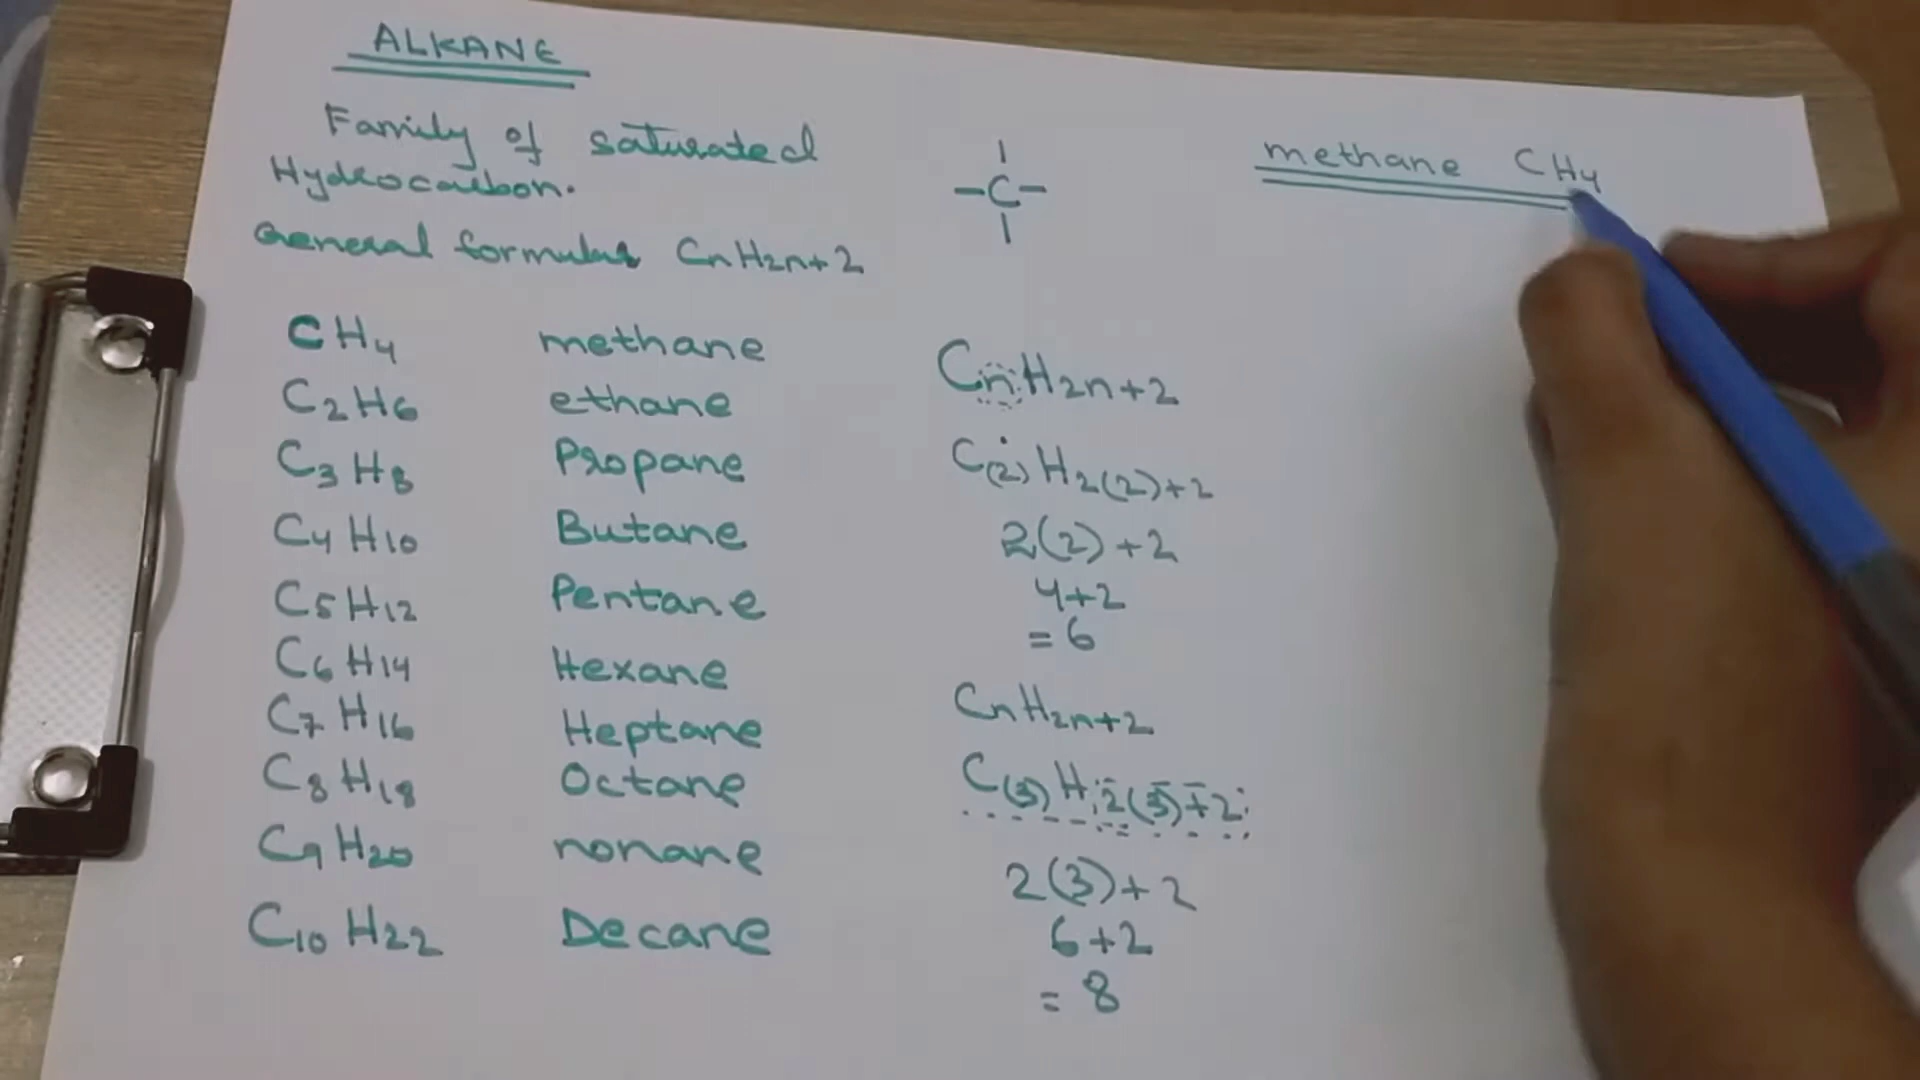 ALKANE
Family of saturated
Hydrocarbon.
General formula CnH2n+2
CH4 methane
C2H6 ethane
C3H8 Propane
C4H10 Butane
C5H12 Pentane
C6H14 Hexane
C7H16 Heptane
C8H18 Octane
C9H20 nonane
C10H22 Decane
-C-
CnH2n+2
C(2)H2(2)+2
2(2)+2
4+2
=6
CnH2n+2
C(3)H2(3)+2
2(3)+2
6+2
=8
methane CH4